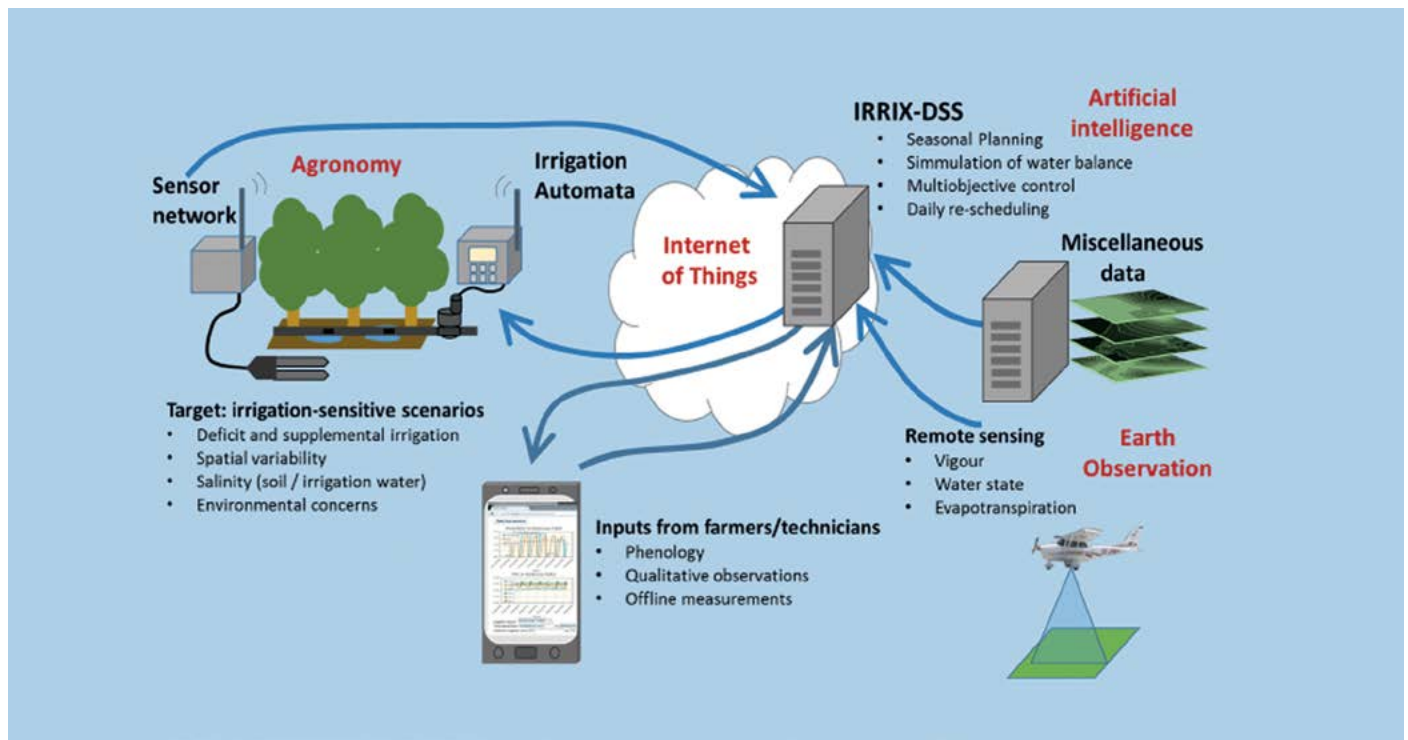 Sensor
network
Agronomy
Irrigation
Automata
Internet
of Things
IRRIX-DSS
• Seasonal Planning
• Simmulation of water balance
• Multiobjective control
• Daily re-scheduling
Artificial
intelligence
Miscellaneous
data
Target: irrigation-sensitive scenarios
• Deficit and supplemental irrigation
• Spatial variability
• Salinity (soil / irrigation water)
• Environmental concerns
Inputs from farmers/technicians
• Phenology
• Qualitative observations
• Offline measurements
Remote sensing
• Vigour
• Water state
• Evapotranspiration
Earth
Observation